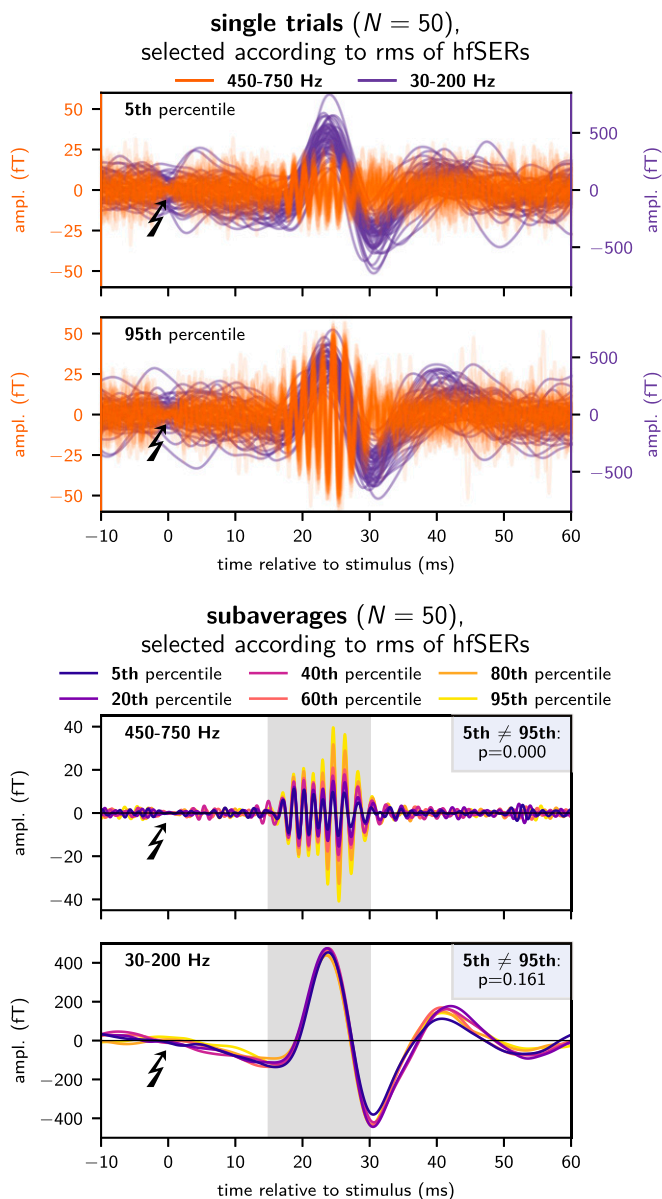 single trials (N = 50),
selected according to rms of hfSERs
450-750 Hz 30-200 Hz
5th percentile
ampl. (fT)
50
25
0
−25
−50
500
0
−500
ampl. (fT)
95th percentile
ampl. (fT)
50
25
0
−25
−50
500
0
−500
ampl. (fT)
−10 0 10 20 30 40 50 60
time relative to stimulus (ms)
subaverages (N = 50),
selected according to rms of hfSERs
5th percentile 40th percentile 80th percentile
20th percentile 60th percentile 95th percentile
450-750 Hz
5th ≠ 95th:
p=0.000
ampl. (fT)
40
20
0
−20
−40
30-200 Hz
5th ≠ 95th:
p=0.161
ampl. (fT)
400
200
0
−200
−400
−10 0 10 20 30 40 50 60
time relative to stimulus (ms)